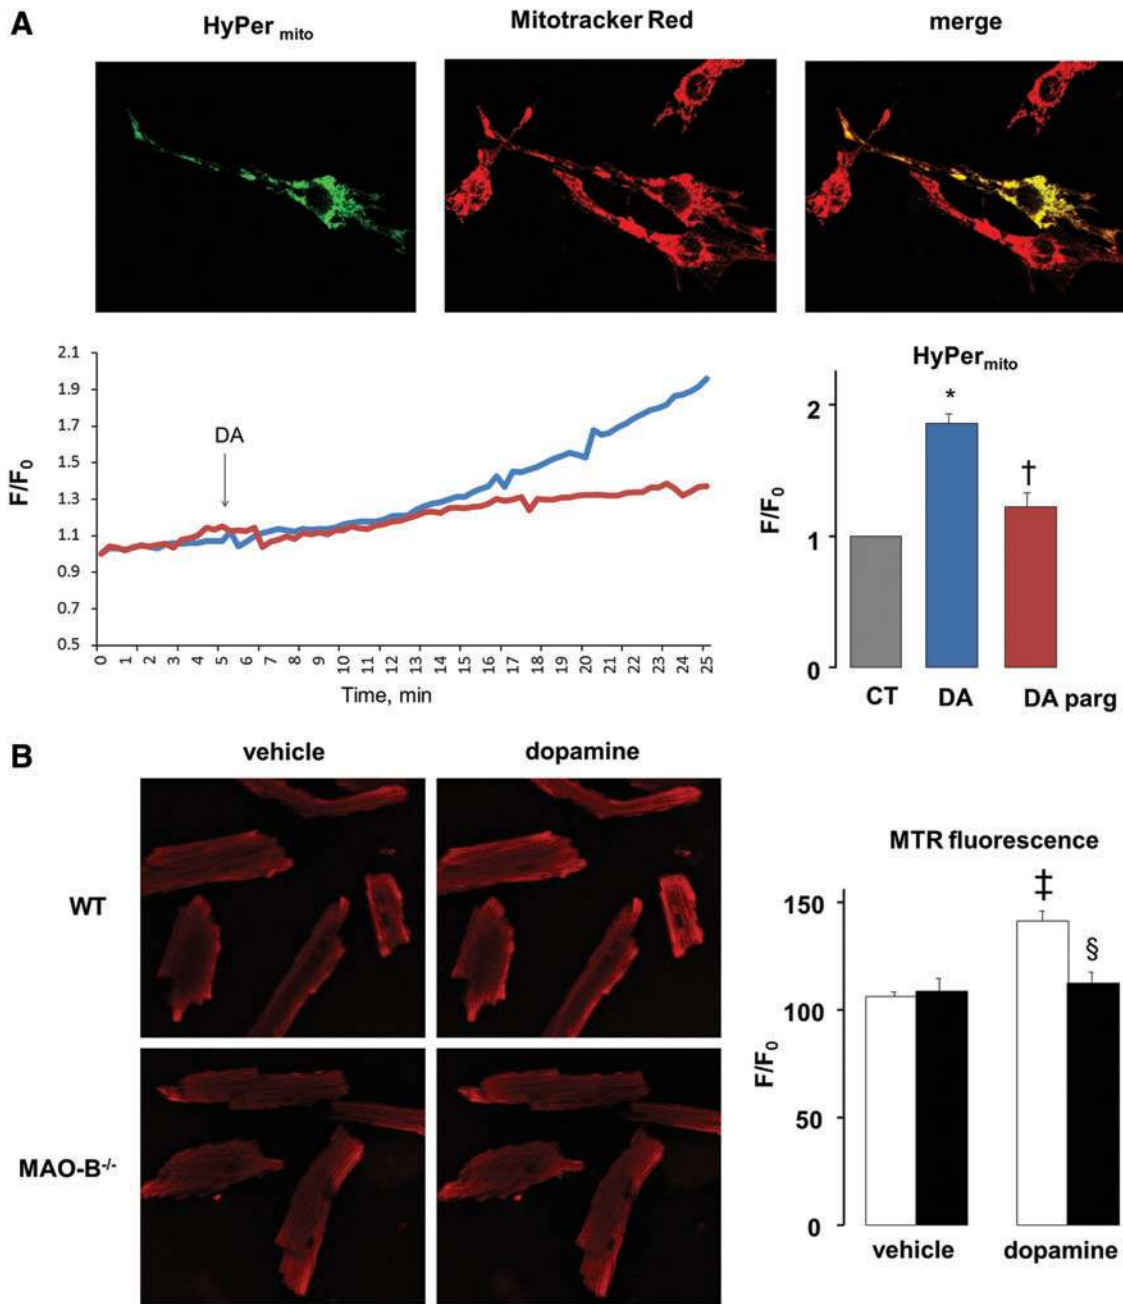 A
HyPer mito
Mitotracker Red
merge
2.1
1.9
1.7
1.5
1.3
1.1
0.9
0.7
0.5
F/F0
DA
0 1 2 3 4 5 6 7 8 9 10 11 12 13 14 15 16 17 18 19 20 21 22 23 24 25
Time, min
HyPermito
2
1
0
F/F0
*
†
CT DA DA parg
B
vehicle
dopamine
WT
MAO-B-/-
MTR fluorescence
150
100
50
0
F/F0
‡
§
vehicle dopamine